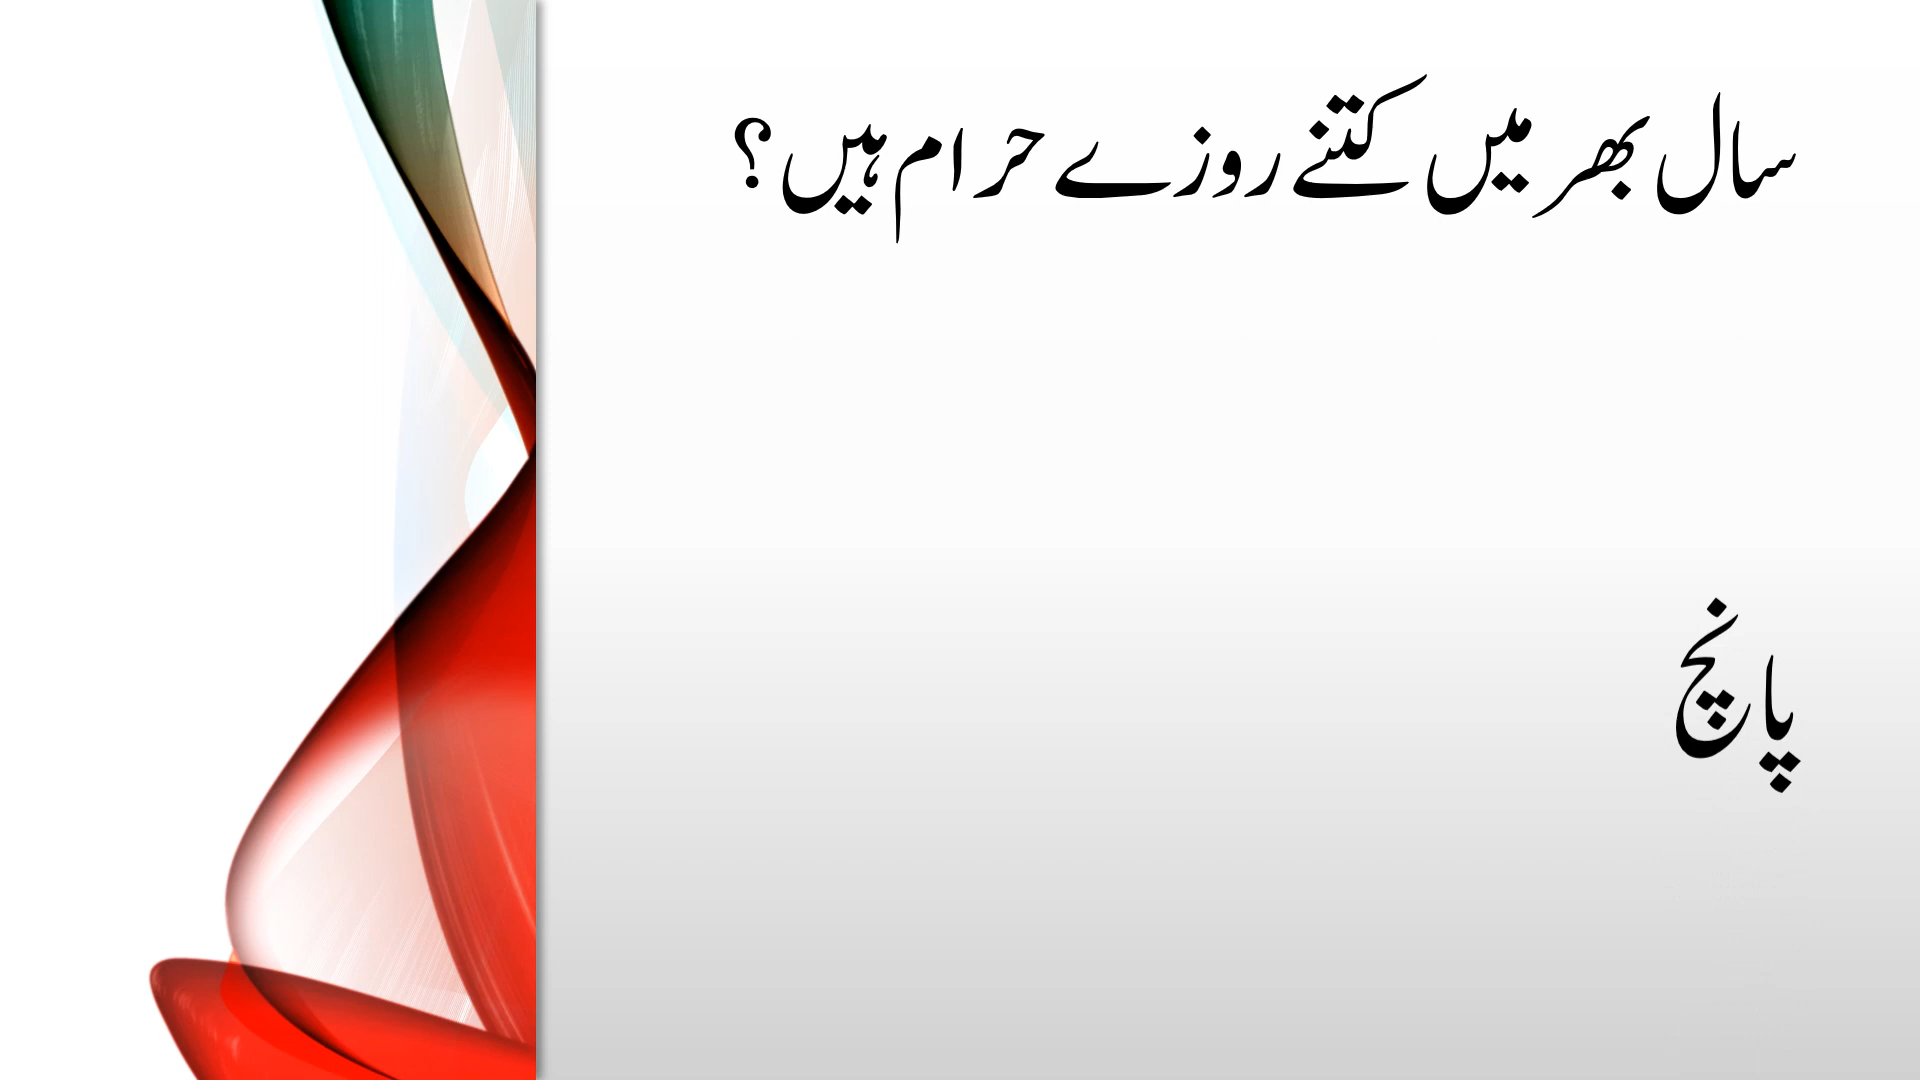 سال بھر میں کتنے روزے حرام ہیں؟
پانچ